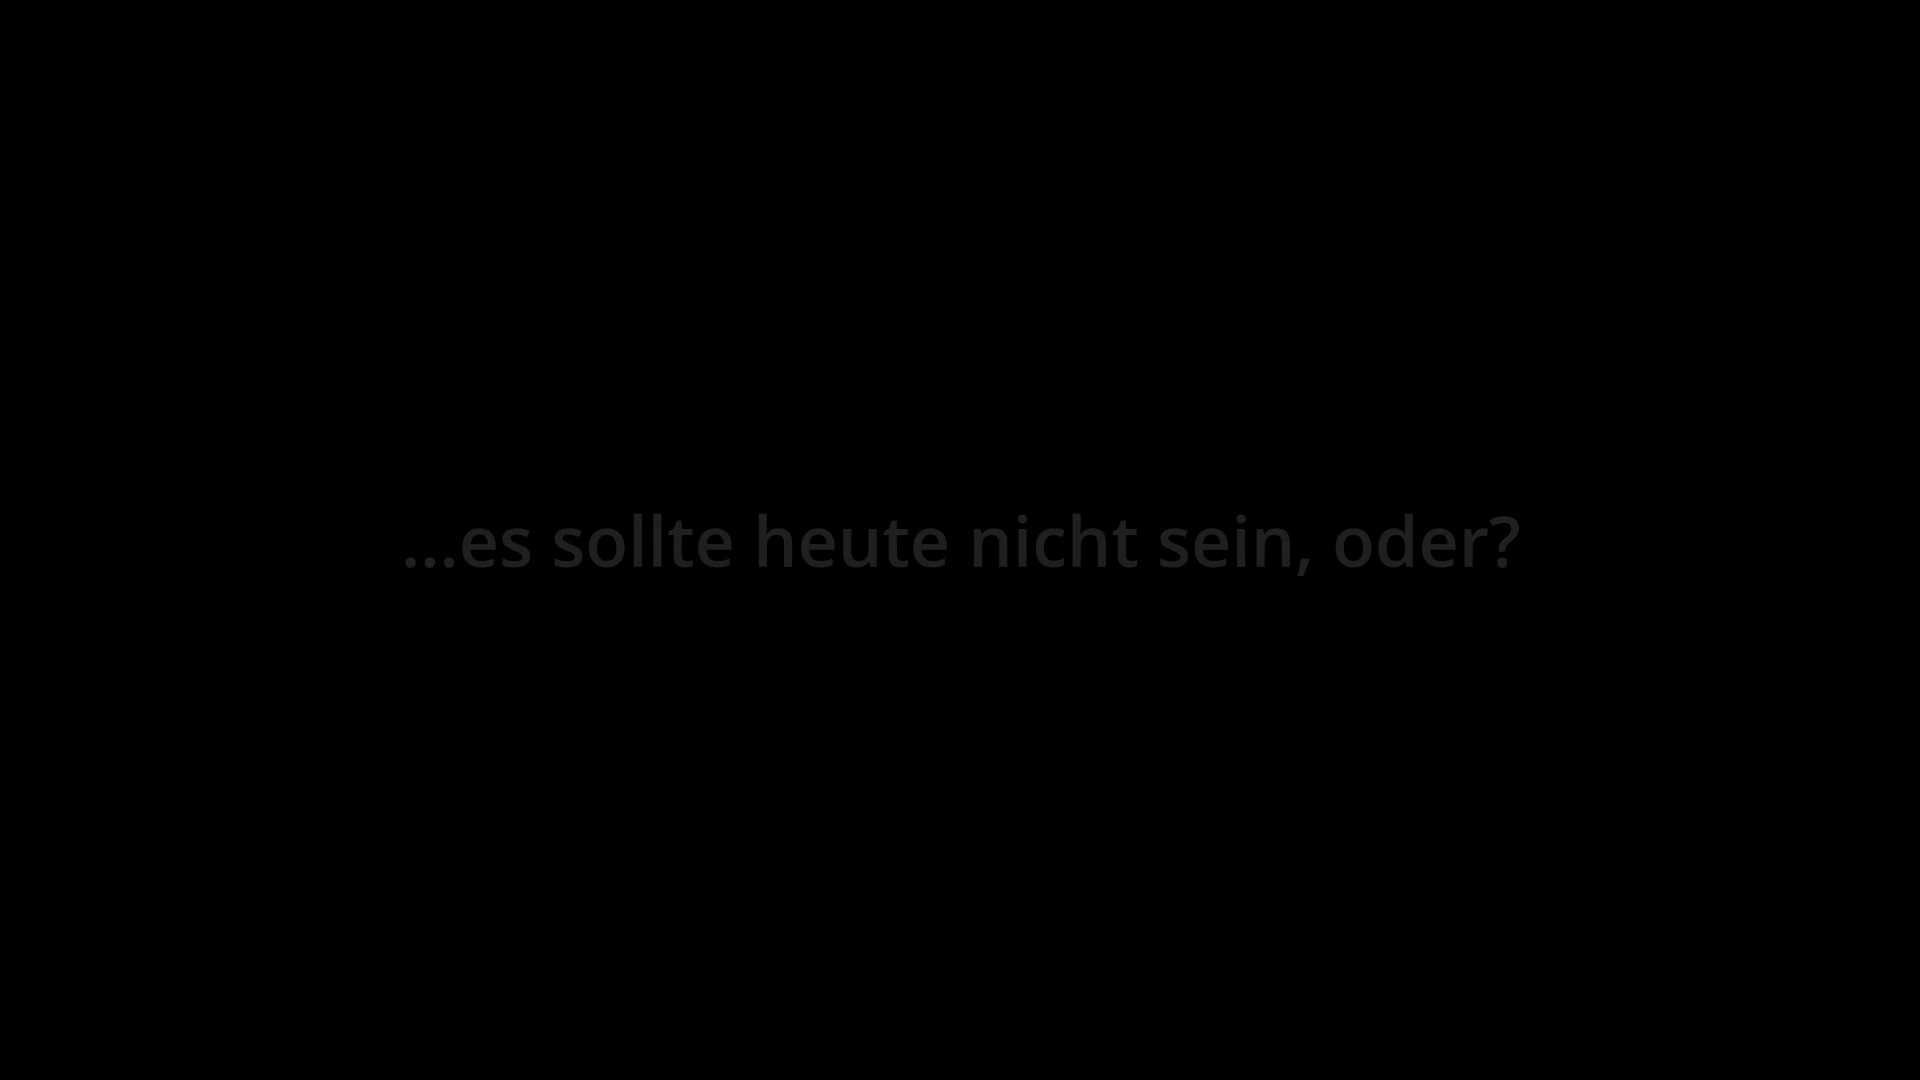 ...es sollte heute nicht sein, oder?